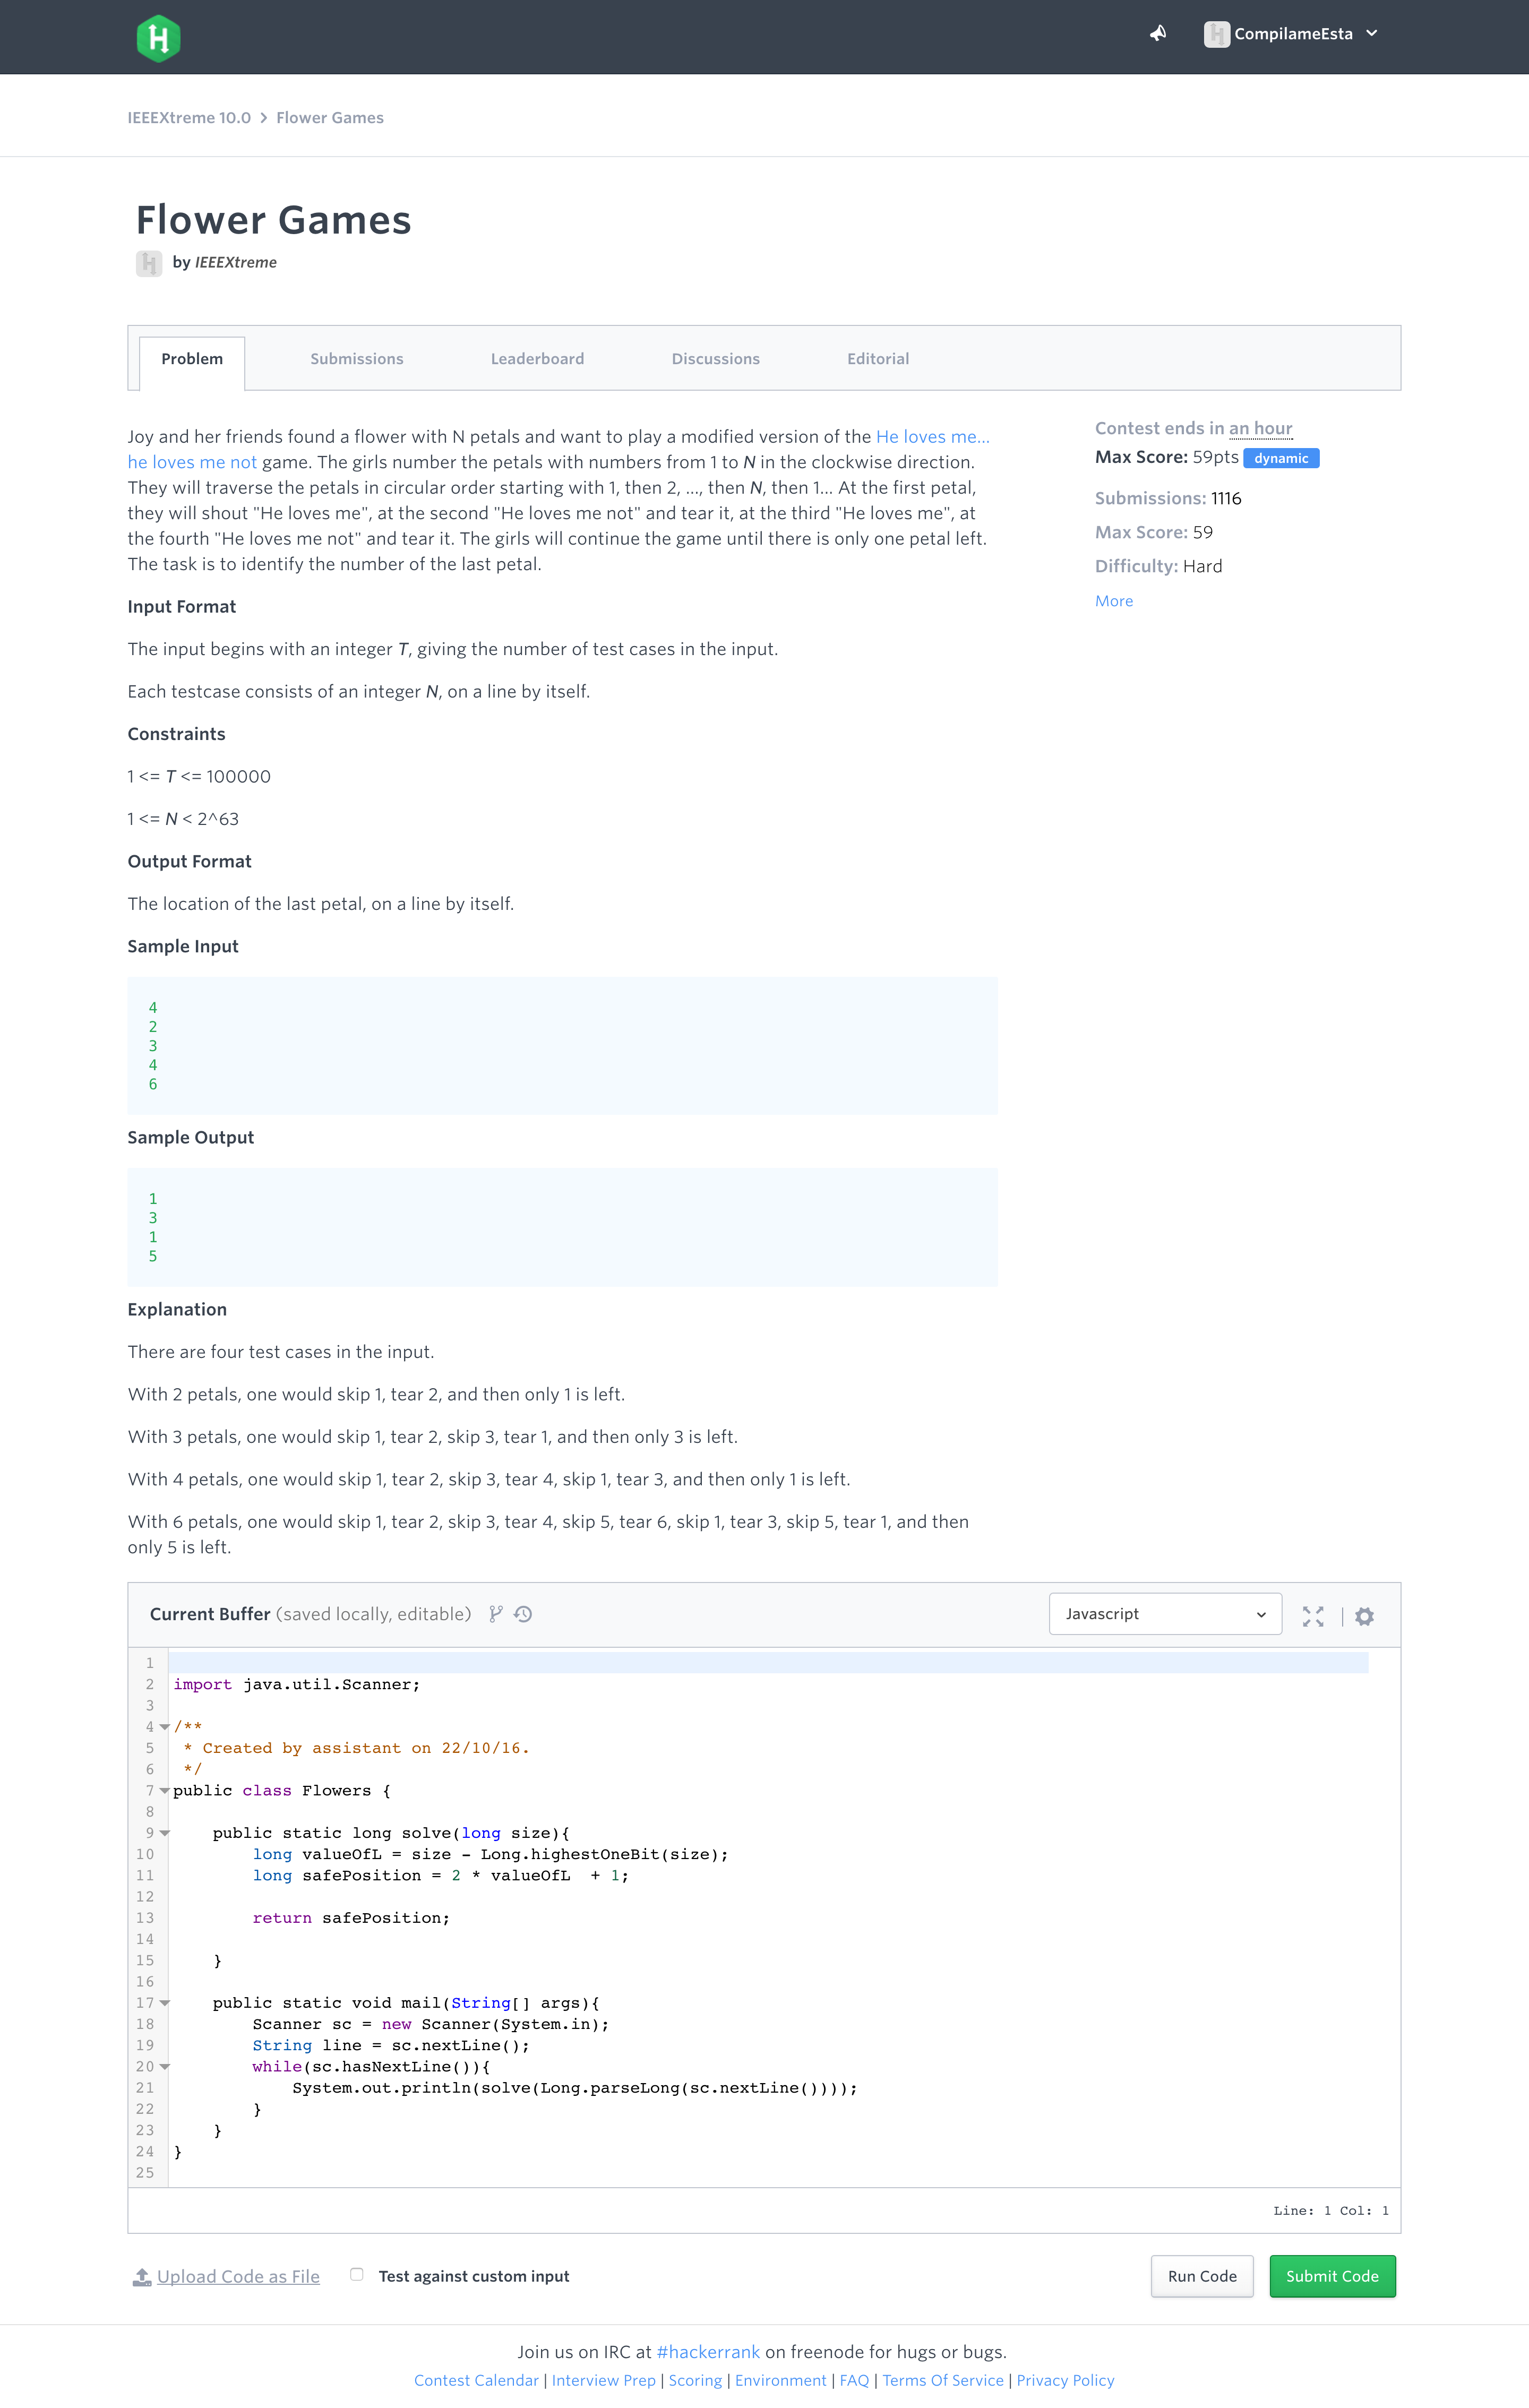 H
CompilameEsta
IEEEXtreme 10.0 > Flower Games
Flower Games
by IEEEXtreme
Problem Submissions Leaderboard Discussions Editorial
Joy and her friends found a flower with N petals and want to play a modified version of the He loves me...
he loves me not game. The girls number the petals with numbers from 1 to N in the clockwise direction.
They will traverse the petals in circular order starting with 1, then 2, ..., then N, then 1... At the first petal,
they will shout "He loves me", at the second "He loves me not" and tear it, at the third "He loves me", at
the fourth "He loves me not" and tear it. The girls will continue the game until there is only one petal left.
The task is to identify the number of the last petal.
Contest ends in an hour
Max Score: 59pts dynamic
Submissions: 1116
Max Score: 59
Difficulty: Hard
More
Input Format
The input begins with an integer T, giving the number of test cases in the input.
Each testcase consists of an integer N, on a line by itself.
Constraints
1 <= T <= 100000
1 <= N < 2^63
Output Format
The location of the last petal, on a line by itself.
Sample Input
4
2
3
4
6
Sample Output
1
3
1
5
Explanation
There are four test cases in the input.
With 2 petals, one would skip 1, tear 2, and then only 1 is left.
With 3 petals, one would skip 1, tear 2, skip 3, tear 1, and then only 3 is left.
With 4 petals, one would skip 1, tear 2, skip 3, tear 4, skip 1, tear 3, and then only 1 is left.
With 6 petals, one would skip 1, tear 2, skip 3, tear 4, skip 5, tear 6, skip 1, tear 3, skip 5, tear 1, and then
only 5 is left.
Current Buffer (saved locally, editable) Javascript
1
2 import java.util.Scanner;
3
4 /**
5 * Created by assistant on 22/10/16.
6 */
7 public class Flowers {
8
9 public static long solve(long size){
10 long valueOfL = size - Long.highestOneBit(size);
11 long safePosition = 2 * valueOfL + 1;
12
13 return safePosition;
14
15 }
16
17 public static void mail(String[] args){
18 Scanner sc = new Scanner(System.in);
19 String line = sc.nextLine();
20 while(sc.hasNextLine()){
21 System.out.println(solve(Long.parseLong(sc.nextLine())));
22 }
23 }
24 }
25
Line: 1 Col: 1
Upload Code as File Test against custom input Run Code Submit Code
Join us on IRC at #hackerrank on freenode for hugs or bugs.
Contest Calendar | Interview Prep | Scoring | Environment | FAQ | Terms Of Service | Privacy Policy